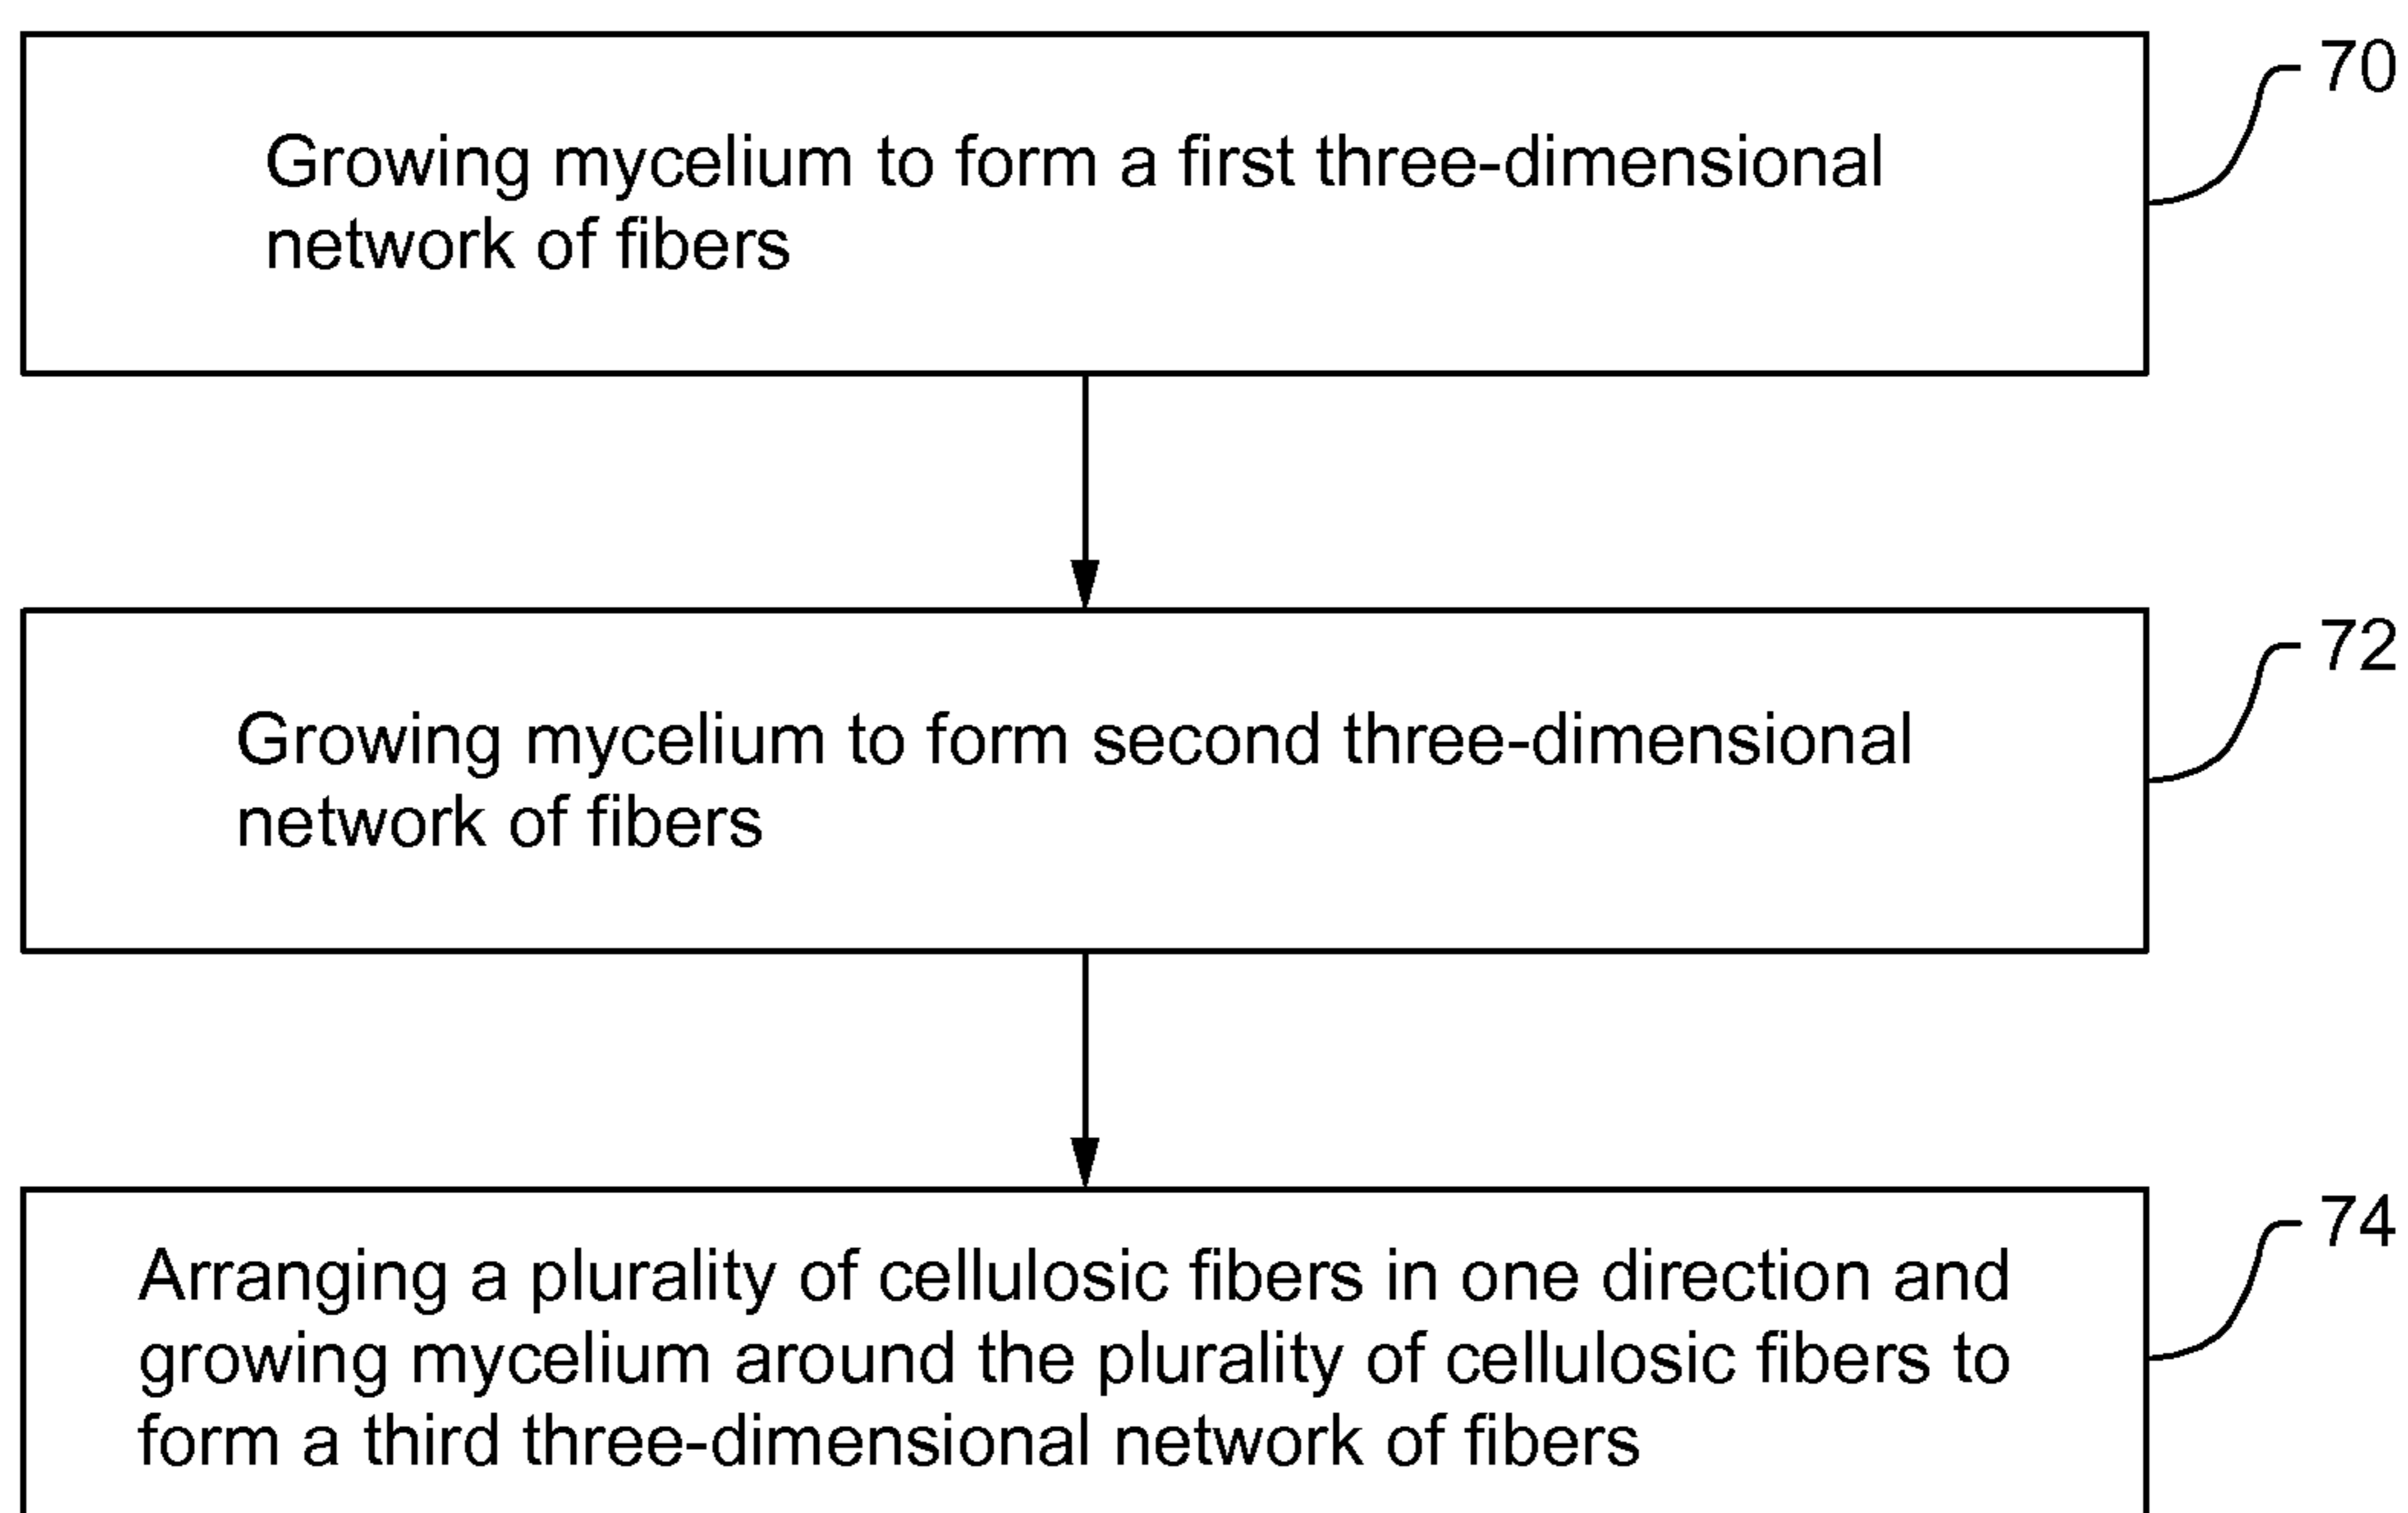 70
Growing mycelium to form a first three-dimensional
network of fibers
72
Growing mycelium to form second three-dimensional
network of fibers
74
Arranging a plurality of cellulosic fibers in one direction and
growing mycelium around the plurality of cellulosic fibers to
form a third three-dimensional network of fibers